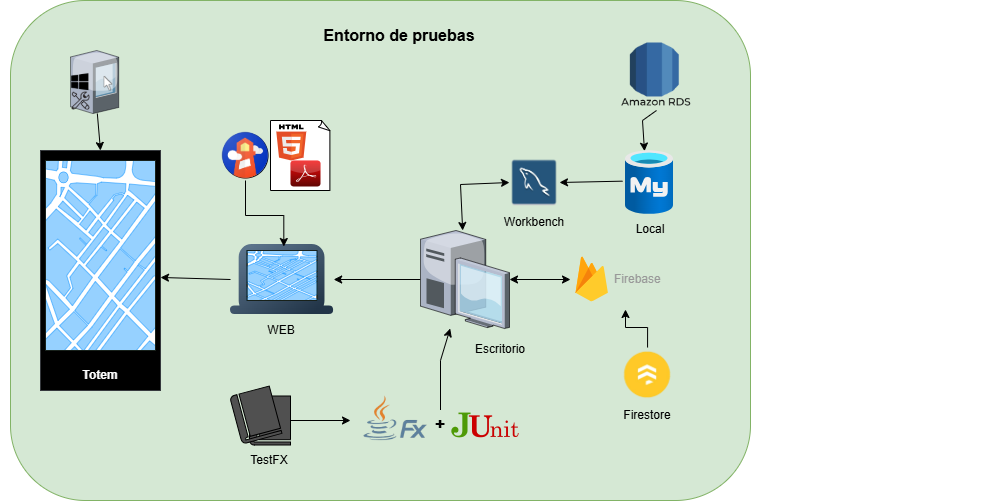 Entorno de pruebas
Amazon RDS
HTML
5
My
Workbench
Local
Firebase
WEB
Escritorio
Totem
Firestore
Fx + JUnit
TestFX